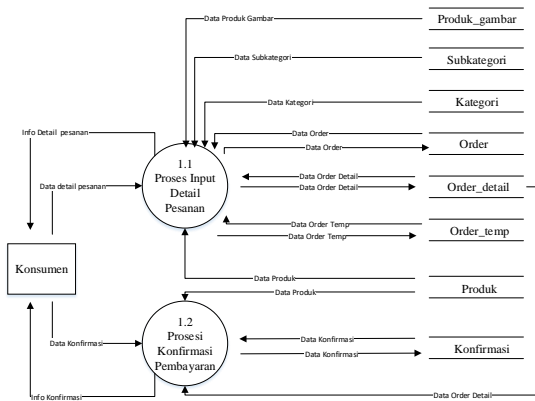 Data Produk Gambar
Produk_gambar
Data Subkategori
Subkategori
Data Kategori
Kategori
Info Detail pesanan
Data Order
Data Order
Order
1.1
Proses Input
Detail
Pesanan
Data detail pesanan
Data Order Detail
Data Order Detail
Order_detail
Data Order Temp
Data Order Temp
Order_temp
Konsumen
Data Produk
Data Produk
Produk
1.2
Prosesi
Konfirmasi
Pembayaran
Data Konfirmasi
Data Konfirmasi
Data Konfirmasi
Konfirmasi
Info Konfirmasi
Data Order Detail